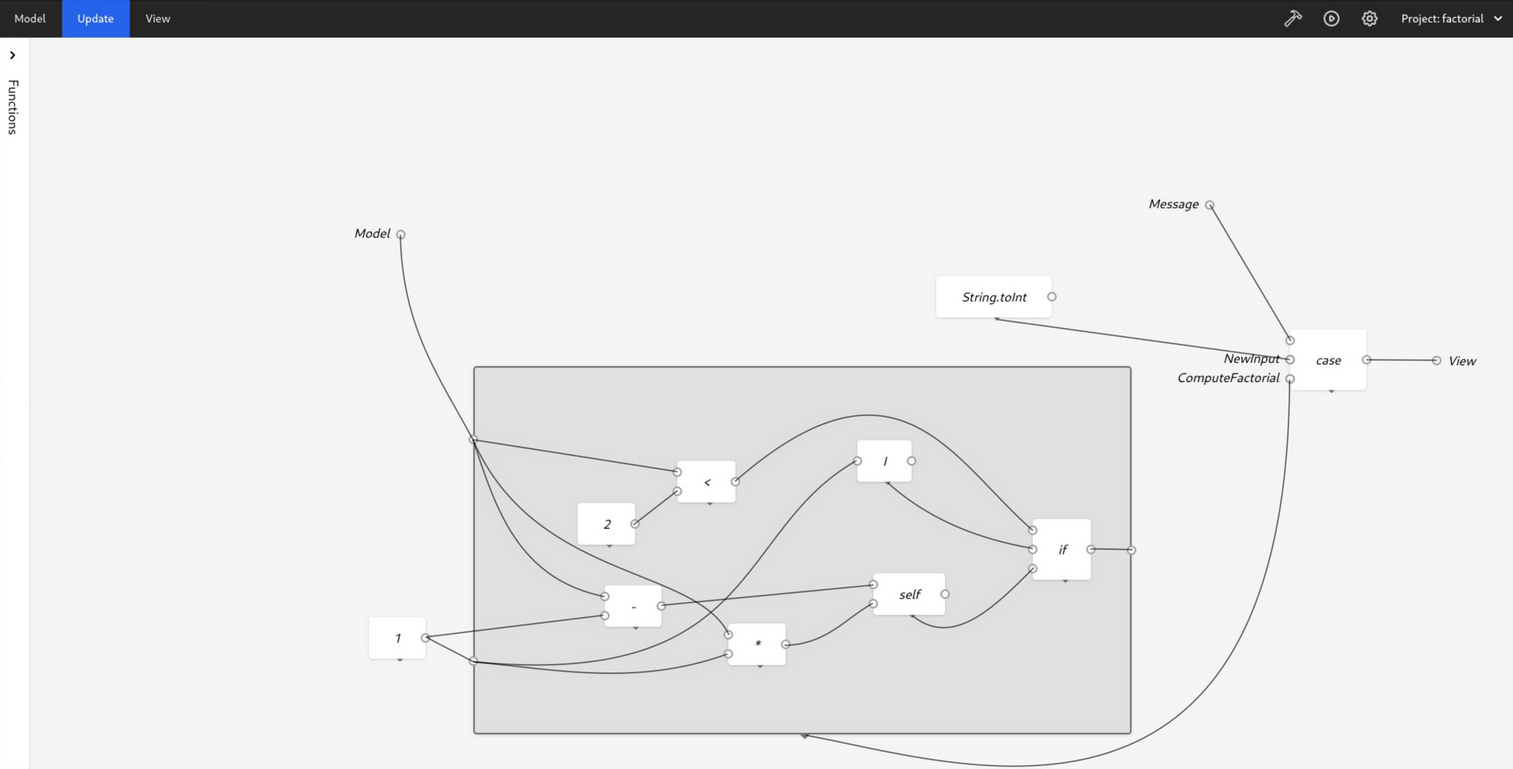 Model
Update
View
Project: factorial
Functions
Message
Model
String.toInt
NewInput
case
View
ComputeFactorial
<
I
2
if
-
self
1
*